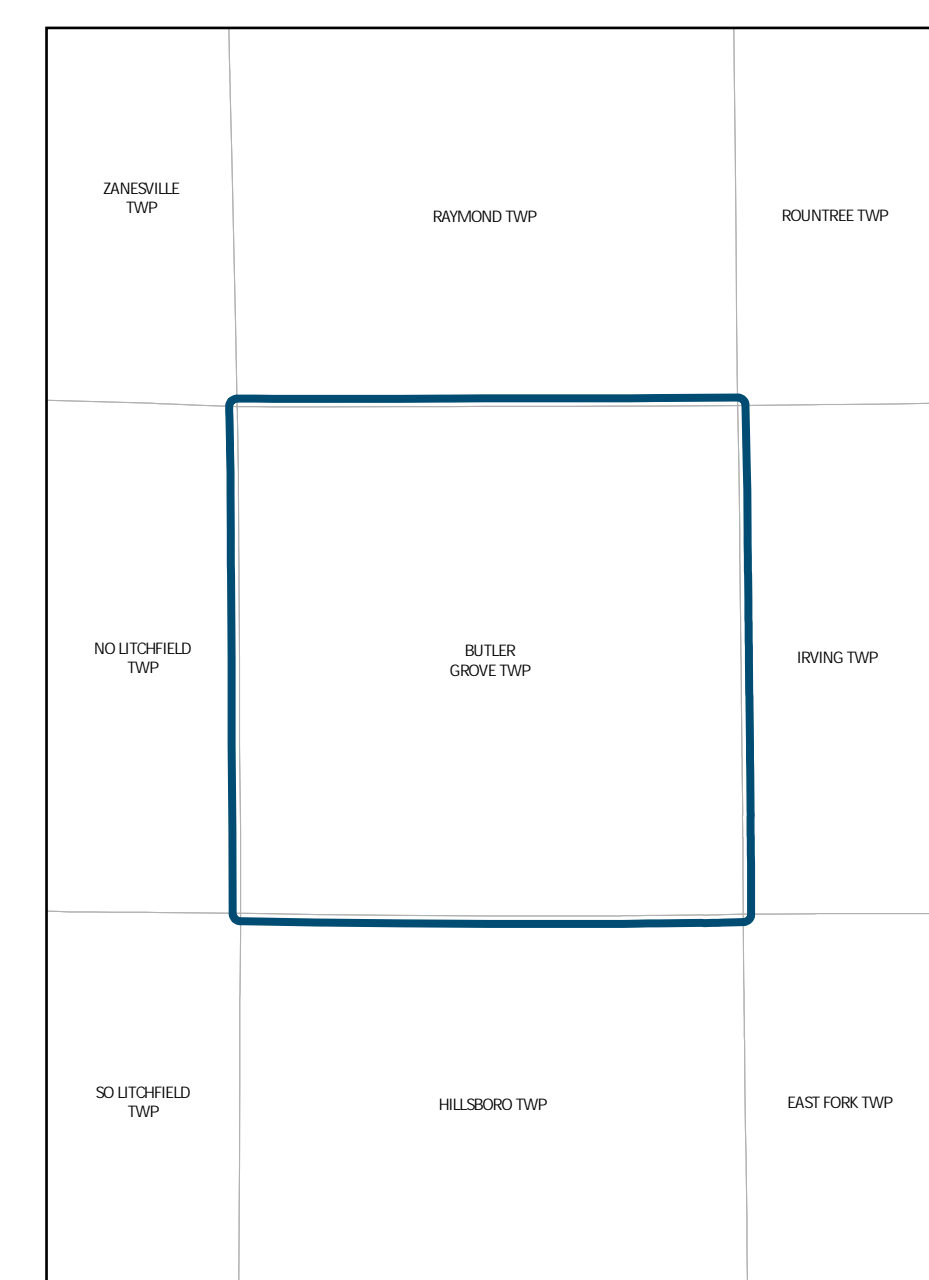 ZANESVILLE
TWP
RAYMOND TWP
ROUNTREE TWP
NO LITCHFIELD
TWP
BUTLER
GROVE TWP
IRVING TWP
SO LITCHFIELD
TWP
HILLSBORO TWP
EAST FORK TWP